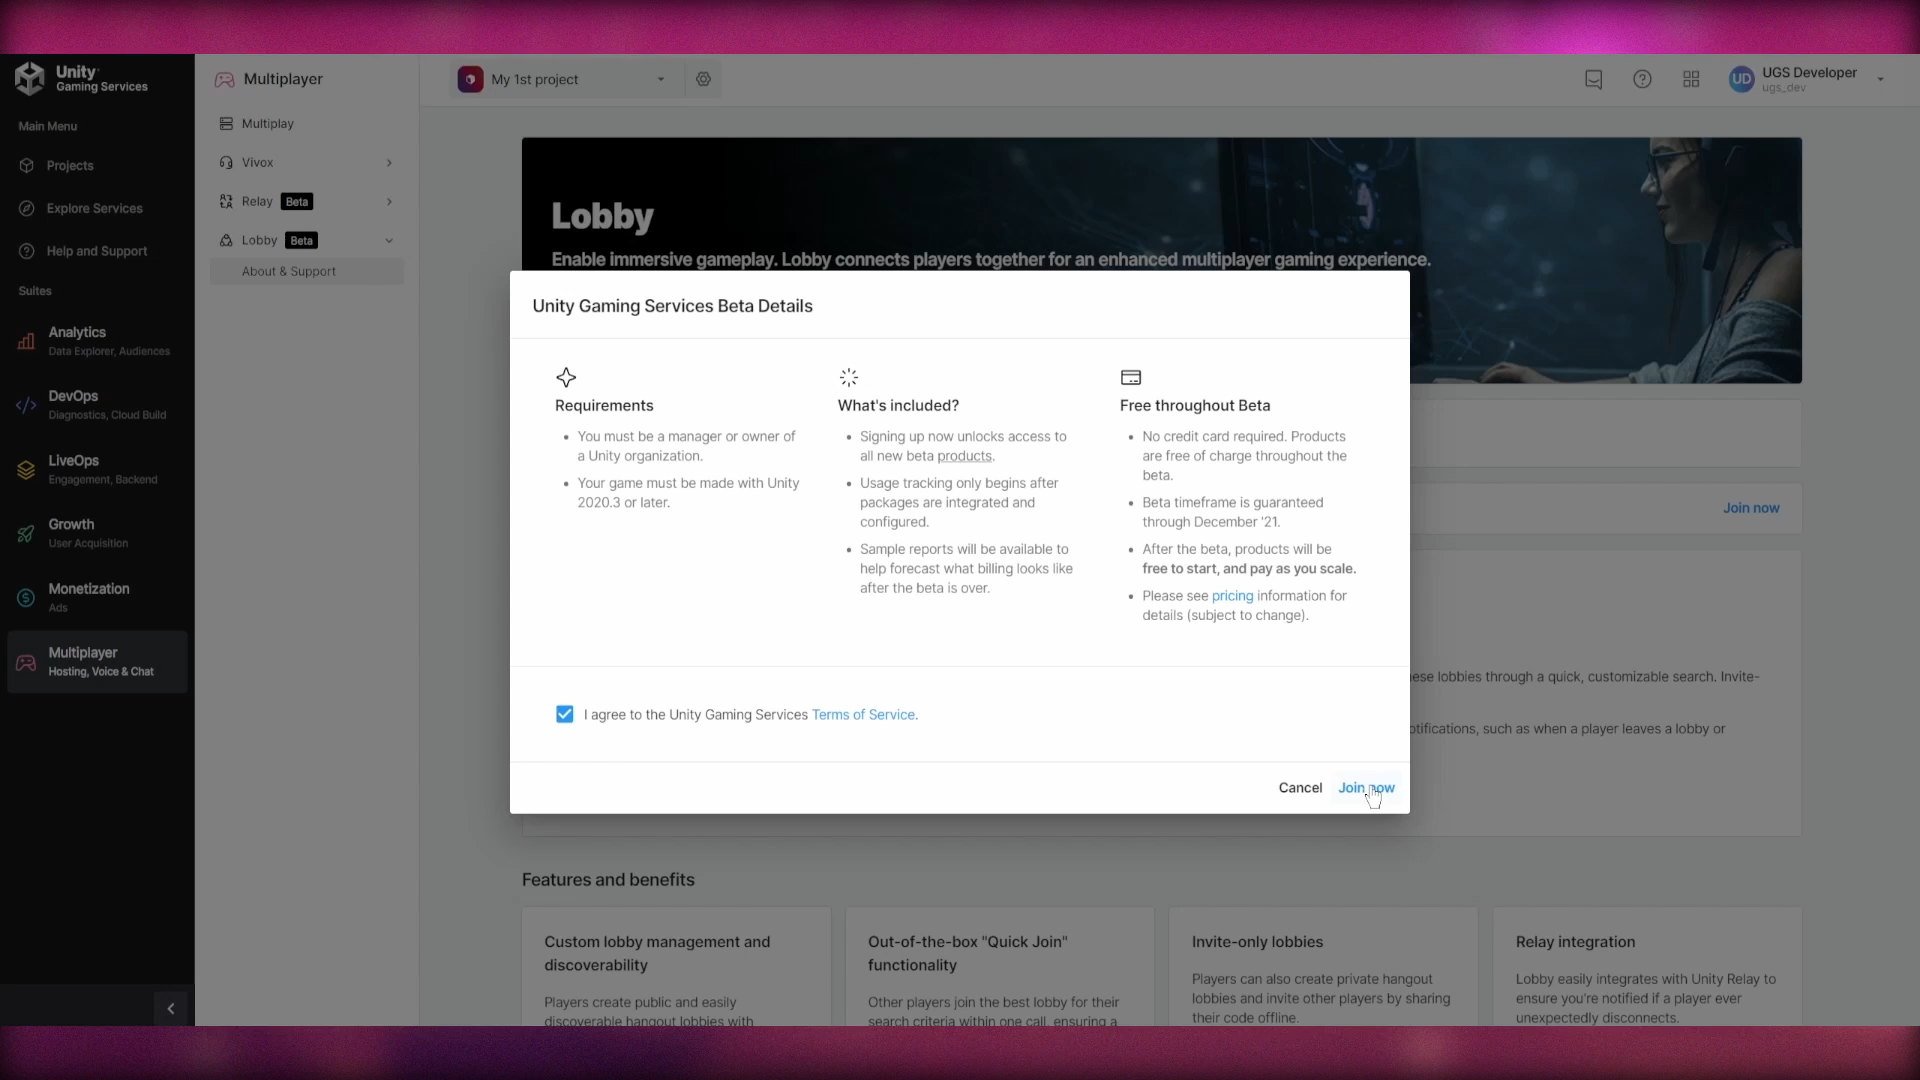 Unity
Gaming Services
Main Menu
Projects
Explore Services
Help and Support
Suites
Analytics
Data Explorer, Audiences
DevOps
Diagnostics, Cloud Build
LiveOps
Engagement, Backend
Growth
User Acquisition
Monetization
Ads
Multiplayer
Hosting, Voice & Chat
Multiplayer
Multiplay
Vivox
Relay Beta
Lobby Beta
About & Support
My 1st project
UD
UGS Developer
ugs_dev
Lobby
Enable immersive gameplay. Lobby connects players together for an enhanced multiplayer gaming experience.
Unity Gaming Services Beta Details
Requirements
• You must be a manager or owner of
a Unity organization.
• Your game must be made with Unity
2020.3 or later.
What's included?
• Signing up now unlocks access to
all new beta products.
• Usage tracking only begins after
packages are integrated and
configured.
• Sample reports will be available to
help forecast what billing looks like
after the beta is over.
Free throughout Beta
• No credit card required. Products
are free of charge throughout the
beta.
• Beta timeframe is guaranteed
through December '21.
• After the beta, products will be
free to start, and pay as you scale.
• Please see pricing information for
details (subject to change).
I agree to the Unity Gaming Services Terms of Service.
Cancel Join now
Join now
ese lobbies through a quick, customizable search. Invite-
otifications, such as when a player leaves a lobby or
Features and benefits
Custom lobby management and
discoverability
Players create public and easily
discoverable hangout lobbies with
Out-of-the-box "Quick Join"
functionality
Other players join the best lobby for their
search criteria within one call, ensuring a
Invite-only lobbies
Players can also create private hangout
lobbies and invite other players by sharing
their code offline.
Relay integration
Lobby easily integrates with Unity Relay to
ensure you're notified if a player ever
unexpectedly disconnects.